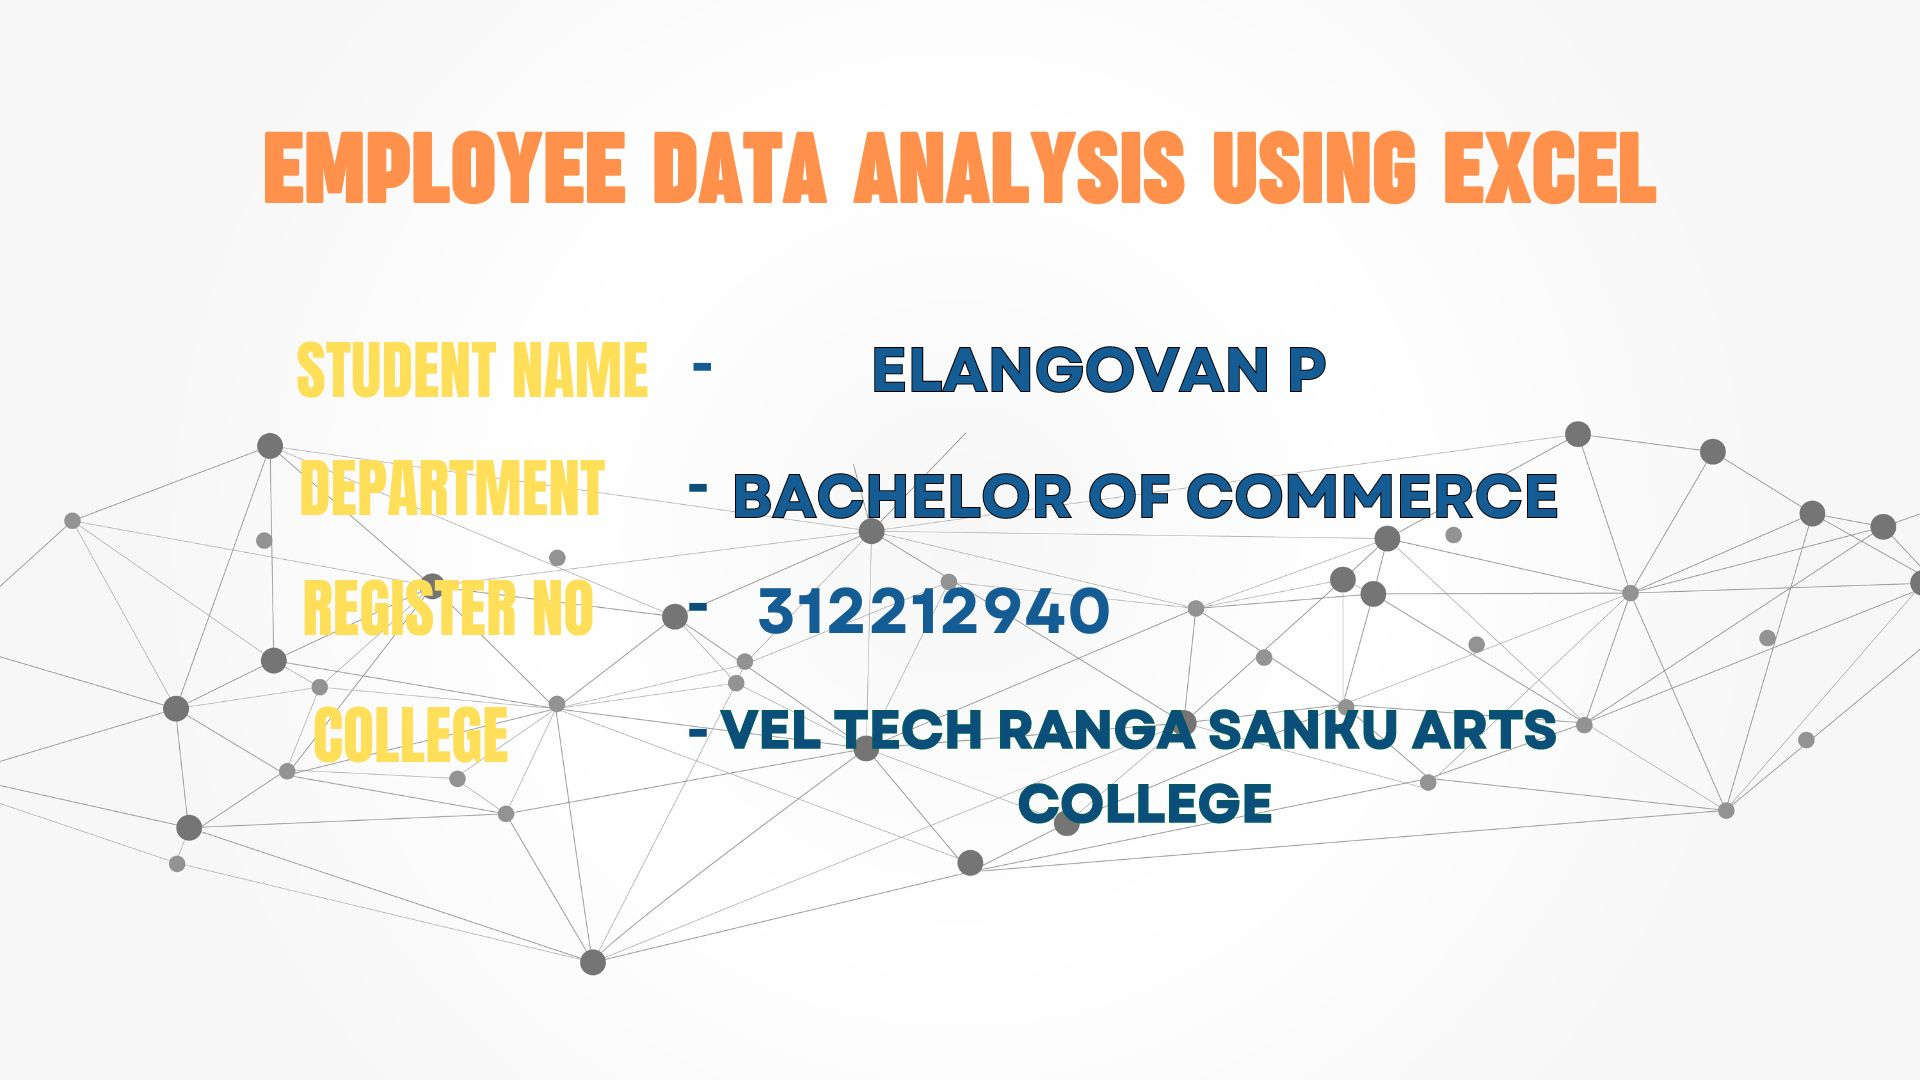 EMPLOYEE DATA ANALYSIS USING EXCEL
STUDENT NAME - ELANGOVAN P
DEPARTMENT - BACHELOR OF COMMERCE
REGISTER NO - 312212940
COLLEGE - VEL TECH RANGA SANKU ARTS
COLLEGE